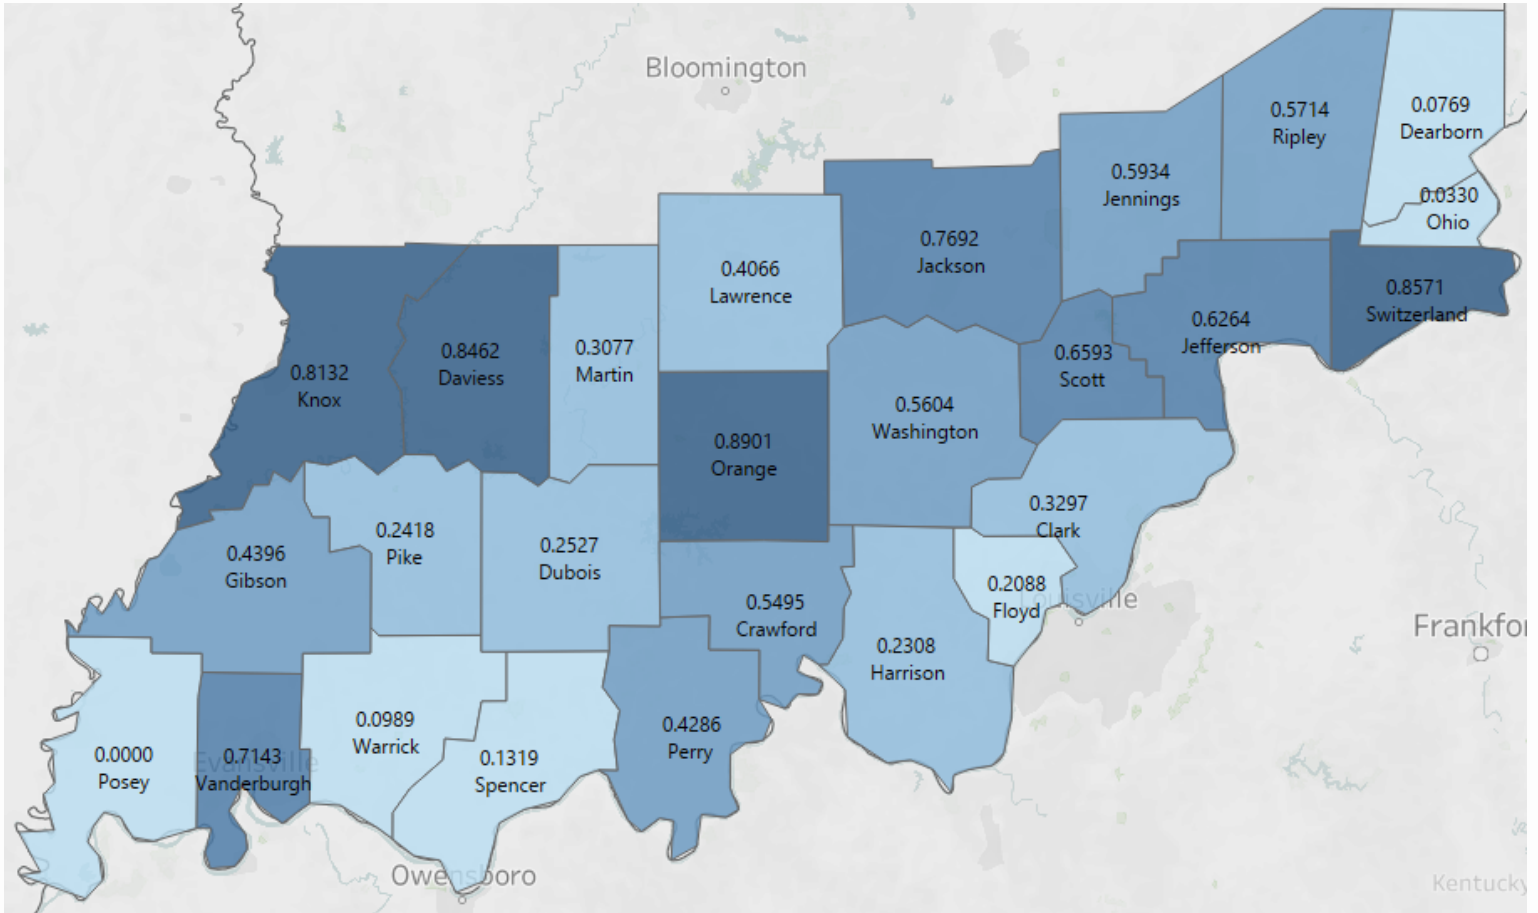 Bloomington
0.5714
Ripley
0.0769
Dearborn
0.5934
Jennings
0.0330
Ohio
0.7692
Jackson
0.4066
Lawrence
0.8571
Switzerland
0.6264
Jefferson
0.8462
Daviess
0.3077
Martin
0.6593
Scott
0.8132
Knox
0.5604
Washington
0.8901
Orange
0.3297
Clark
0.2418
Pike
0.2527
Dubois
0.4396
Gibson
0.2088
Floyd
Louisville
0.5495
Crawford
Frankfor
0.2308
Harrison
0.0989
Warrick
0.4286
Perry
0.0000
Posey
0.7143
Evansville
Vanderburgh
0.1319
Spencer
Owensboro
Kentucky